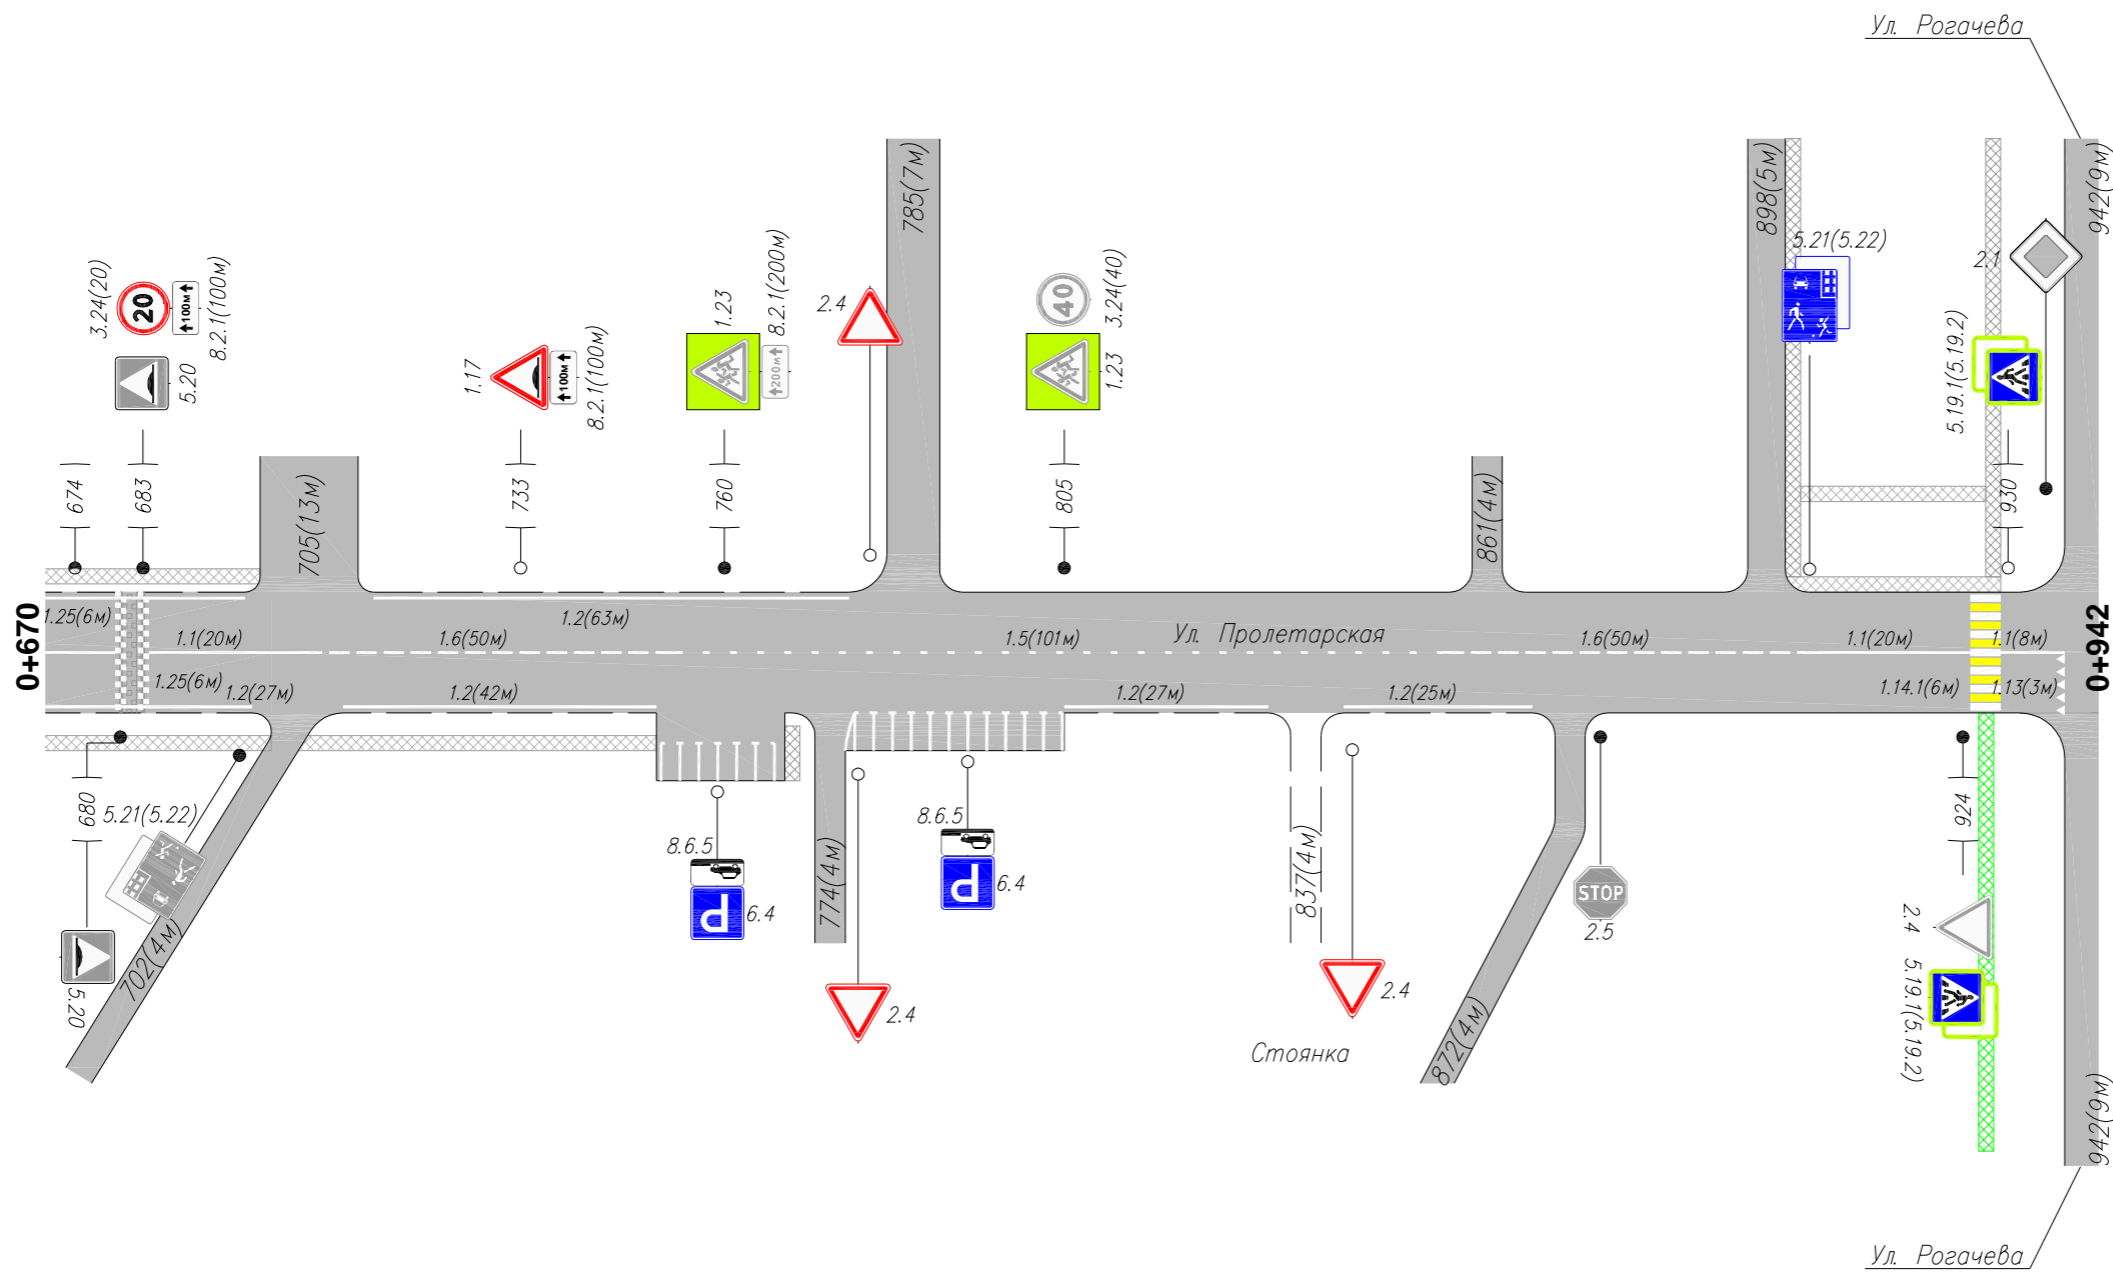 Ул. Рогачева
942(9м)
785(7м)
898(5м)
5.21(5.22)
2.1
3.24(20)
20
100м
8.2.1(100м)
5.20
1.17
100м
8.2.1(100м)
1.23
200м
8.2.1(200м)
2.4
40
3.24(40)
1.23
5.19.1(5.19.2)
674
683
705(13м)
733
760
805
861(4м)
930
0+670
1.25(6м)
1.1(20м)
1.6(50м)
1.2(63м)
1.5(101м)
Ул. Пролетарская
1.6(50м)
1.1(20м)
1.1(8м)
0+942
1.25(6м)
1.2(27м)
1.2(42м)
1.2(27м)
1.2(25м)
1.14.1(6м)
1.13(3м)
680
5.21(5.22)
5.20
702(4м)
8.6.5
P
6.4
774(4м)
8.6.5
P
6.4
2.4
837(4м)
2.4
Стоянка
872(4м)
STOP
2.5
924
2.4
5.19.1(5.19.2)
942(6м)
Ул. Рогачева